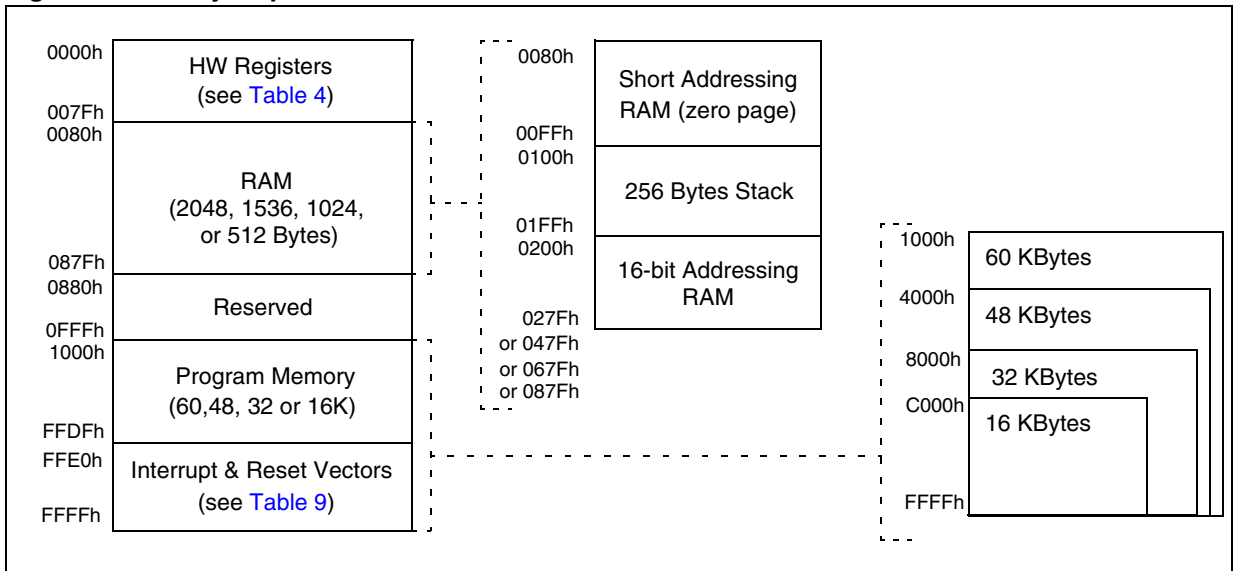 0000h
HW Registers
(see Table 4)
007Fh
0080h
RAM
(2048, 1536, 1024,
or 512 Bytes)
087Fh
0880h
Reserved
0FFFh
1000h
Program Memory
(60,48, 32 or 16K)
FFDFh
FFE0h
Interrupt & Reset Vectors
(see Table 9)
FFFFh
0080h
Short Addressing
RAM (zero page)
00FFh
0100h
256 Bytes Stack
01FFh
0200h
16-bit Addressing
RAM
027Fh
or 047Fh
or 067Fh
or 087Fh
1000h
60 KBytes
4000h
48 KBytes
8000h
32 KBytes
C000h
16 KBytes
FFFFh